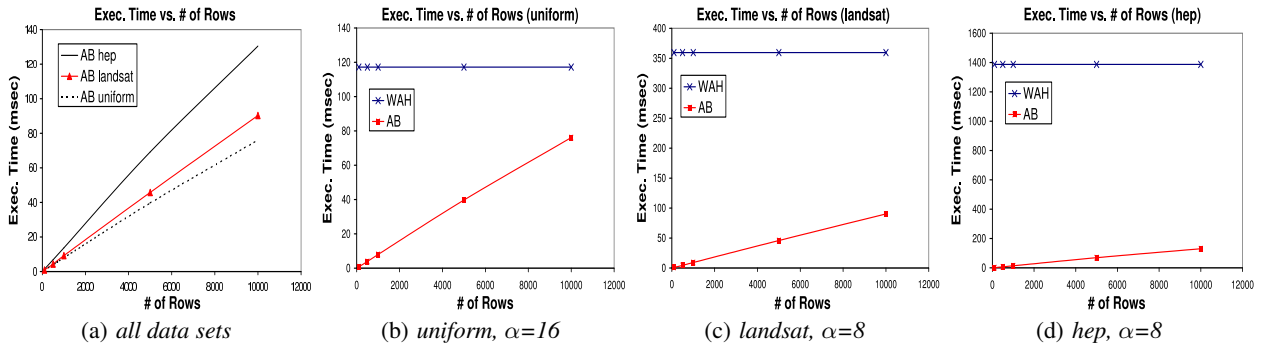 Exec. Time vs. # of Rows
Exec. Time (msec)
140
120
100
80
60
40
20
0
AB hep
AB landsat
AB uniform
0 2000 4000 6000 8000 10000 12000
# of Rows
(a) all data sets
Exec. Time vs. # of Rows (uniform)
Exec. Time (msec)
140
120
100
80
60
40
20
0
WAH
AB
0 2000 4000 6000 8000 10000 12000
# of Rows
(b) uniform, α=16
Exec. Time vs. # of Rows (landsat)
Exec. Time (msec)
400
350
300
250
200
150
100
50
0
WAH
AB
0 2000 4000 6000 8000 10000 12000
# of Rows
(c) landsat, α=8
Exec. Time vs. # of Rows (hep)
Exec. Time (msec)
1600
1400
1200
1000
800
600
400
200
0
WAH
AB
0 2000 4000 6000 8000 10000 12000
# of Rows
(d) hep, α=8